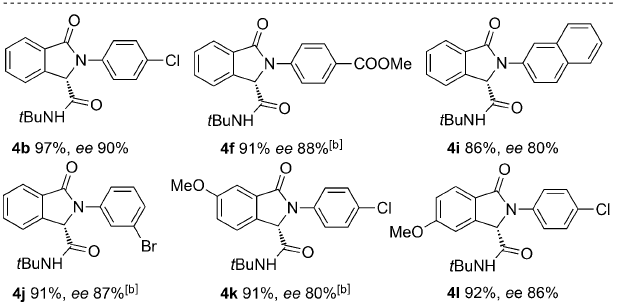 O O O
N Cl N COOMe N
O O O
tBuNH tBuNH tBuNH
4b 97%, ee 90% 4f 91% ee 88%[b] 4i 86%, ee 80%
O MeO O O
N N Cl N Cl
Br MeO
O O O
tBuNH tBuNH tBuNH
4j 91%, ee 87%[b] 4k 91%, ee 80%[b] 4l 92%, ee 86%